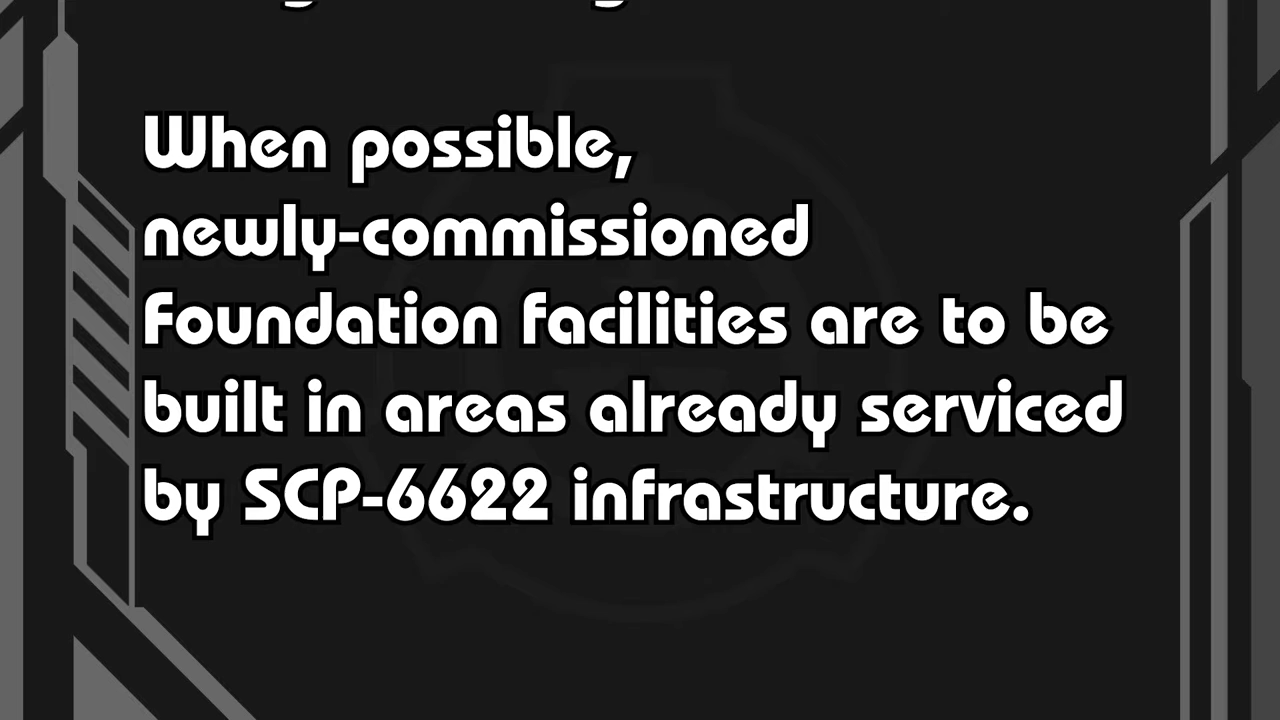 When possible,
newly-commissioned
Foundation facilities are to be
built in areas already serviced
by SCP-6622 infrastructure.